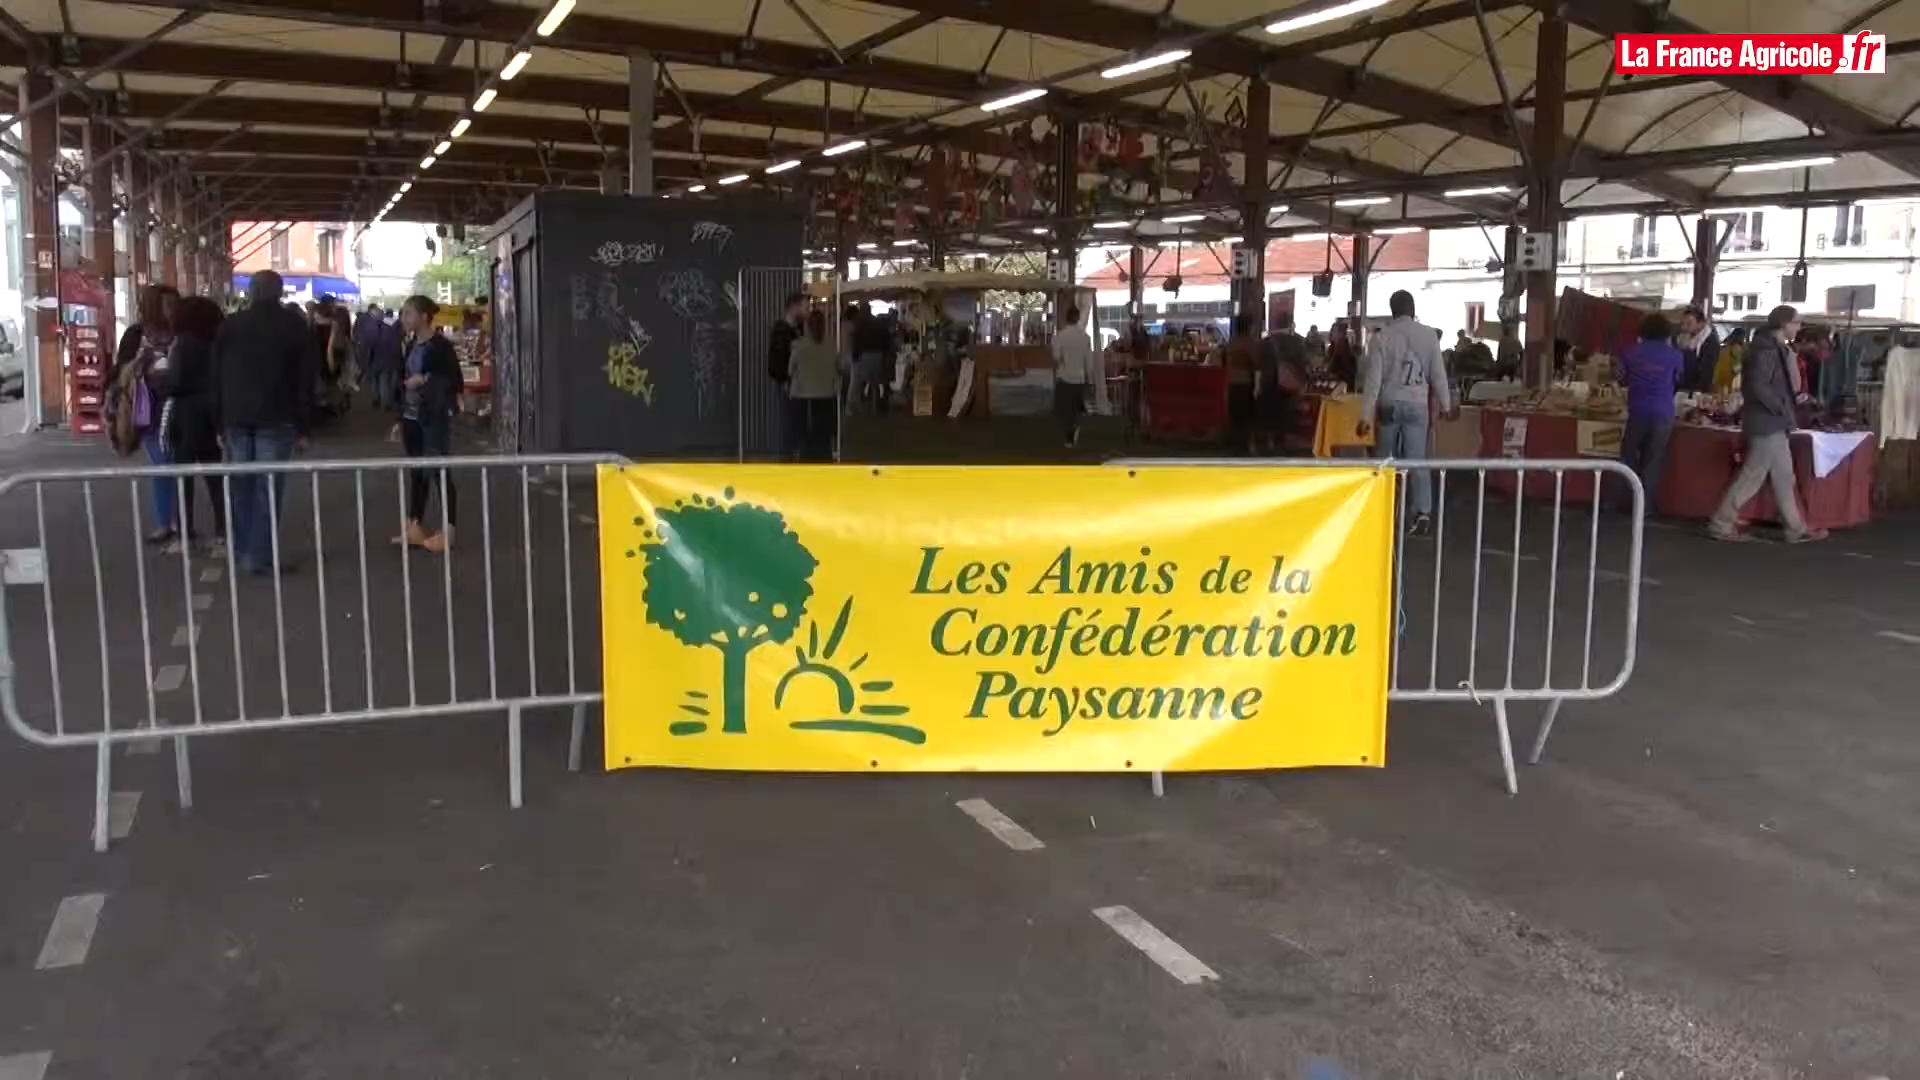 La France Agricole.fr
Les Amis de la
Confédération
Paysanne